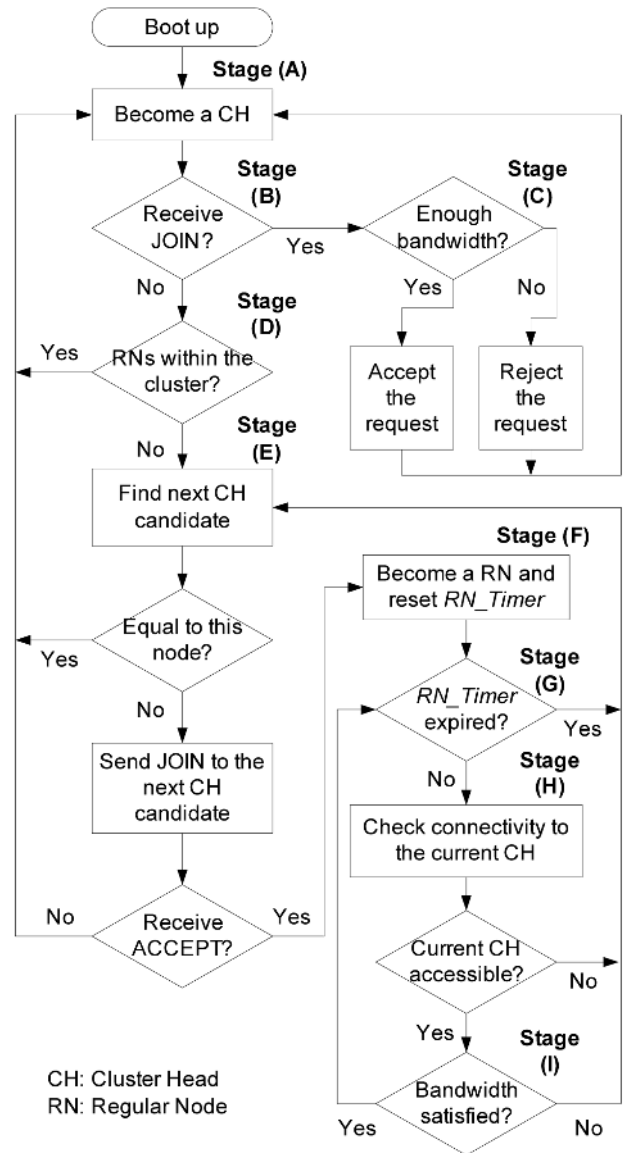 Boot up
Stage (A)
Become a CH
Stage
(B)
Receive
JOIN?
Yes
No
Stage
(C)
Enough
bandwidth?
Yes
No
Accept
the
request
Reject
the
request
Stage
(D)
RNs within the
cluster?
Yes
No
Stage
(E)
Find next CH
candidate
Equal to this
node?
Yes
No
Send JOIN to the
next CH
candidate
Receive
ACCEPT?
No
Yes
Stage (F)
Become a RN and
reset RN_Timer
Stage
(G)
RN_Timer
expired?
Yes
No
Stage
(H)
Check connectivity to
the current CH
Current CH
accessible?
No
Yes
Stage
(I)
Bandwidth
satisfied?
Yes
No
CH: Cluster Head
RN: Regular Node